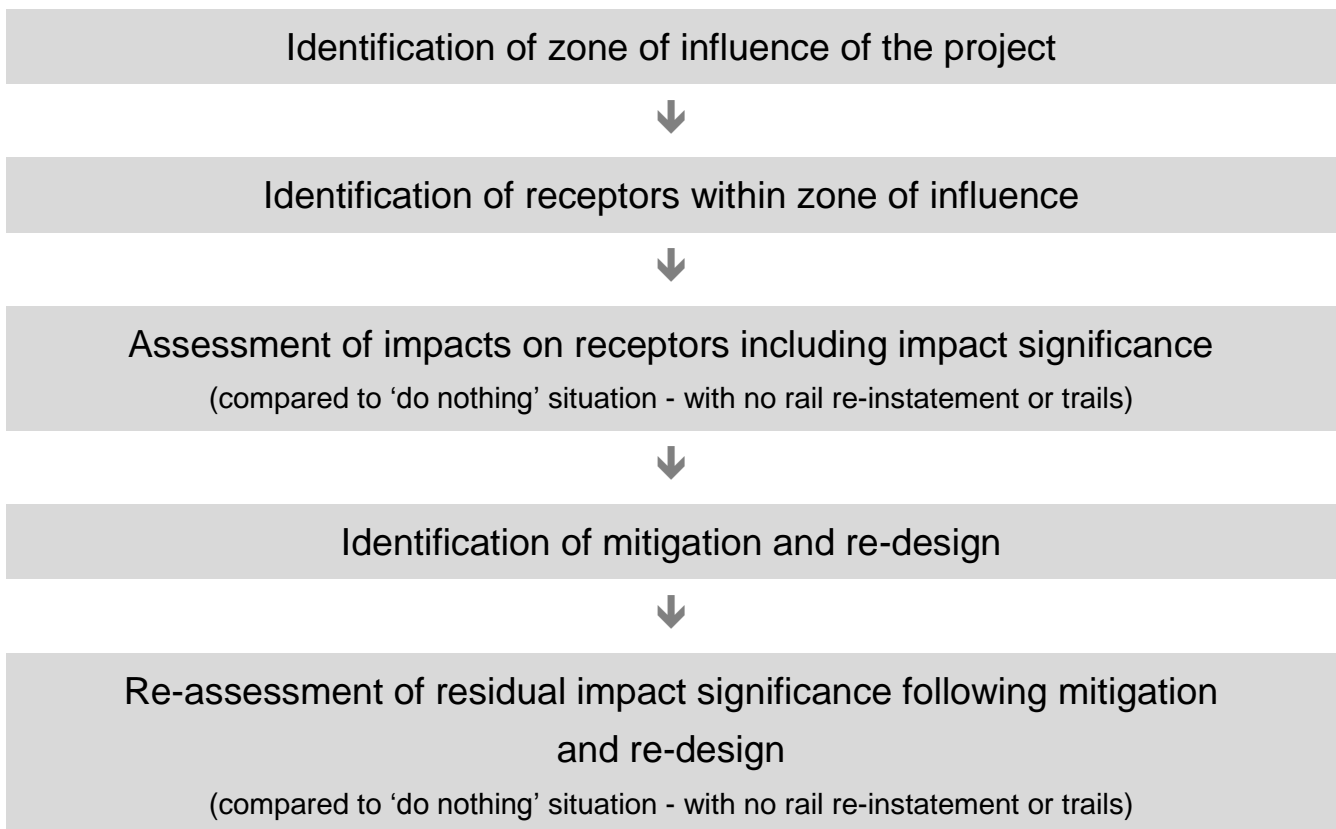 Identification of zone of influence of the project
Identification of receptors within zone of influence
Assessment of impacts on receptors including impact significance
(compared to ‘do nothing’ situation - with no rail re-instatement or trails)
Identification of mitigation and re-design
Re-assessment of residual impact significance following mitigation
and re-design
(compared to ‘do nothing’ situation - with no rail re-instatement or trails)